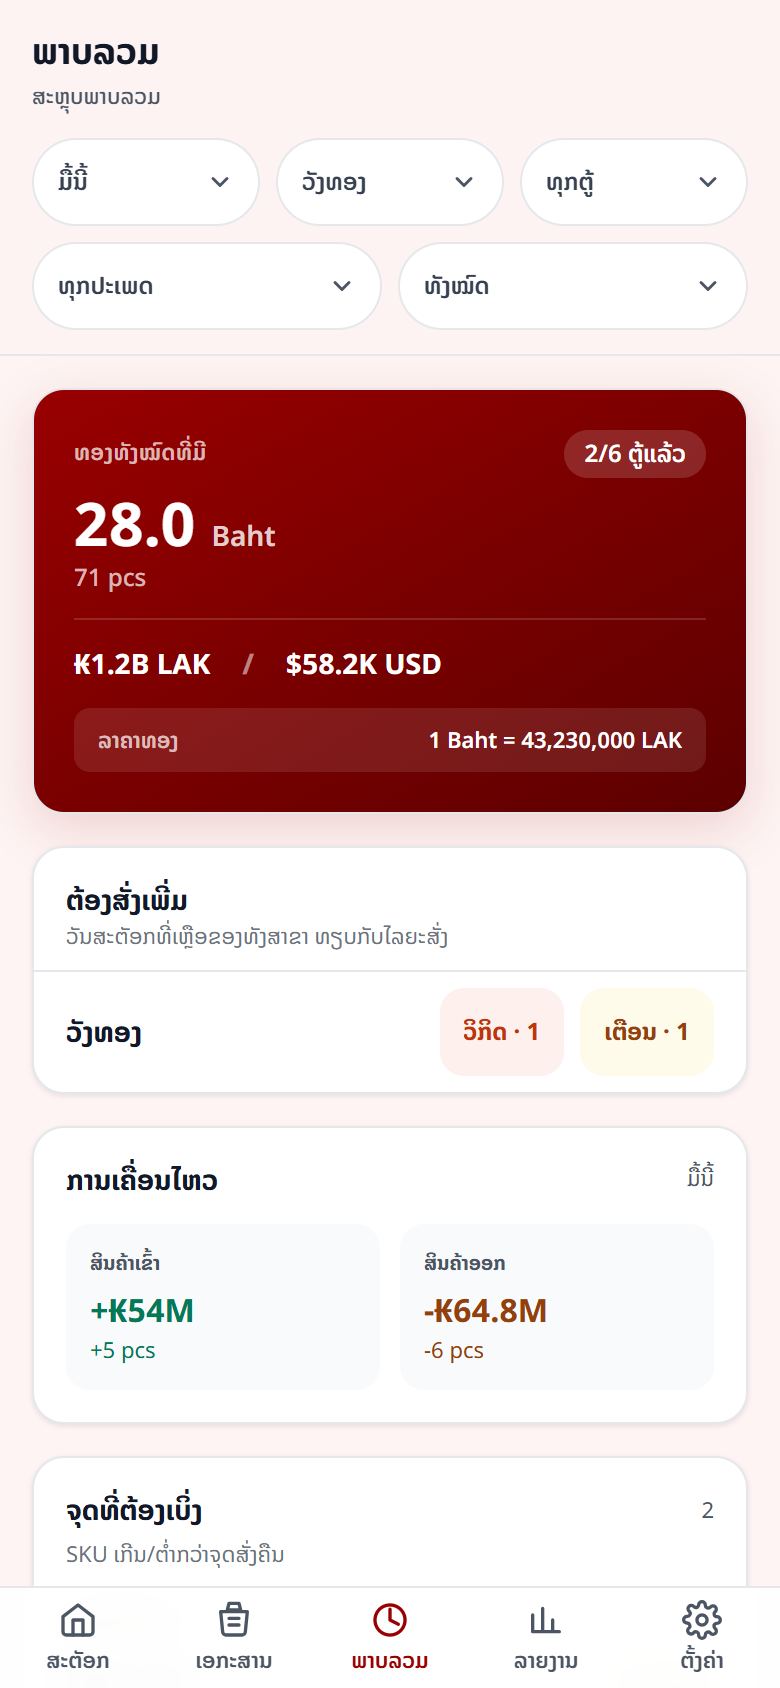 ພາບລວມ
ສະຫຼຸບພາບລວມ
ມື້ນີ້ ວັງທອງ ທຸກຕູ້
ທຸກປະເພດ ທັງໝົດ
ທອງທັງໝົດທີ່ມີ 2/6 ຕູ້ແລ້ວ
28.0 Baht
71 pcs
₭1.2B LAK / $58.2K USD
ລາຄາທອງ 1 Baht = 43,230,000 LAK
ຕ້ອງສັ່ງເພີ່ມ
ວັນສະຕັອກທີ່ເຫຼືອຂອງທັງສາຂາ ທຽບກັບໄລຍະສັ່ງ
ວັງທອງ ວິກິດ · 1 ເຕືອນ · 1
ການເຄື່ອນໄຫວ ມື້ນີ້
ສິນຄ້າເຂົ້າ ສິນຄ້າອອກ
+₭54M -₭64.8M
+5 pcs -6 pcs
ຈຸດທີ່ຕ້ອງເບິ່ງ 2
SKU ເກີນ/ຕ່ຳກວ່າຈຸດສັ່ງຄືນ
ສະຕັອກ ເອກະສານ ພາບລວມ ລາຍງານ ຕັ້ງຄ່າ